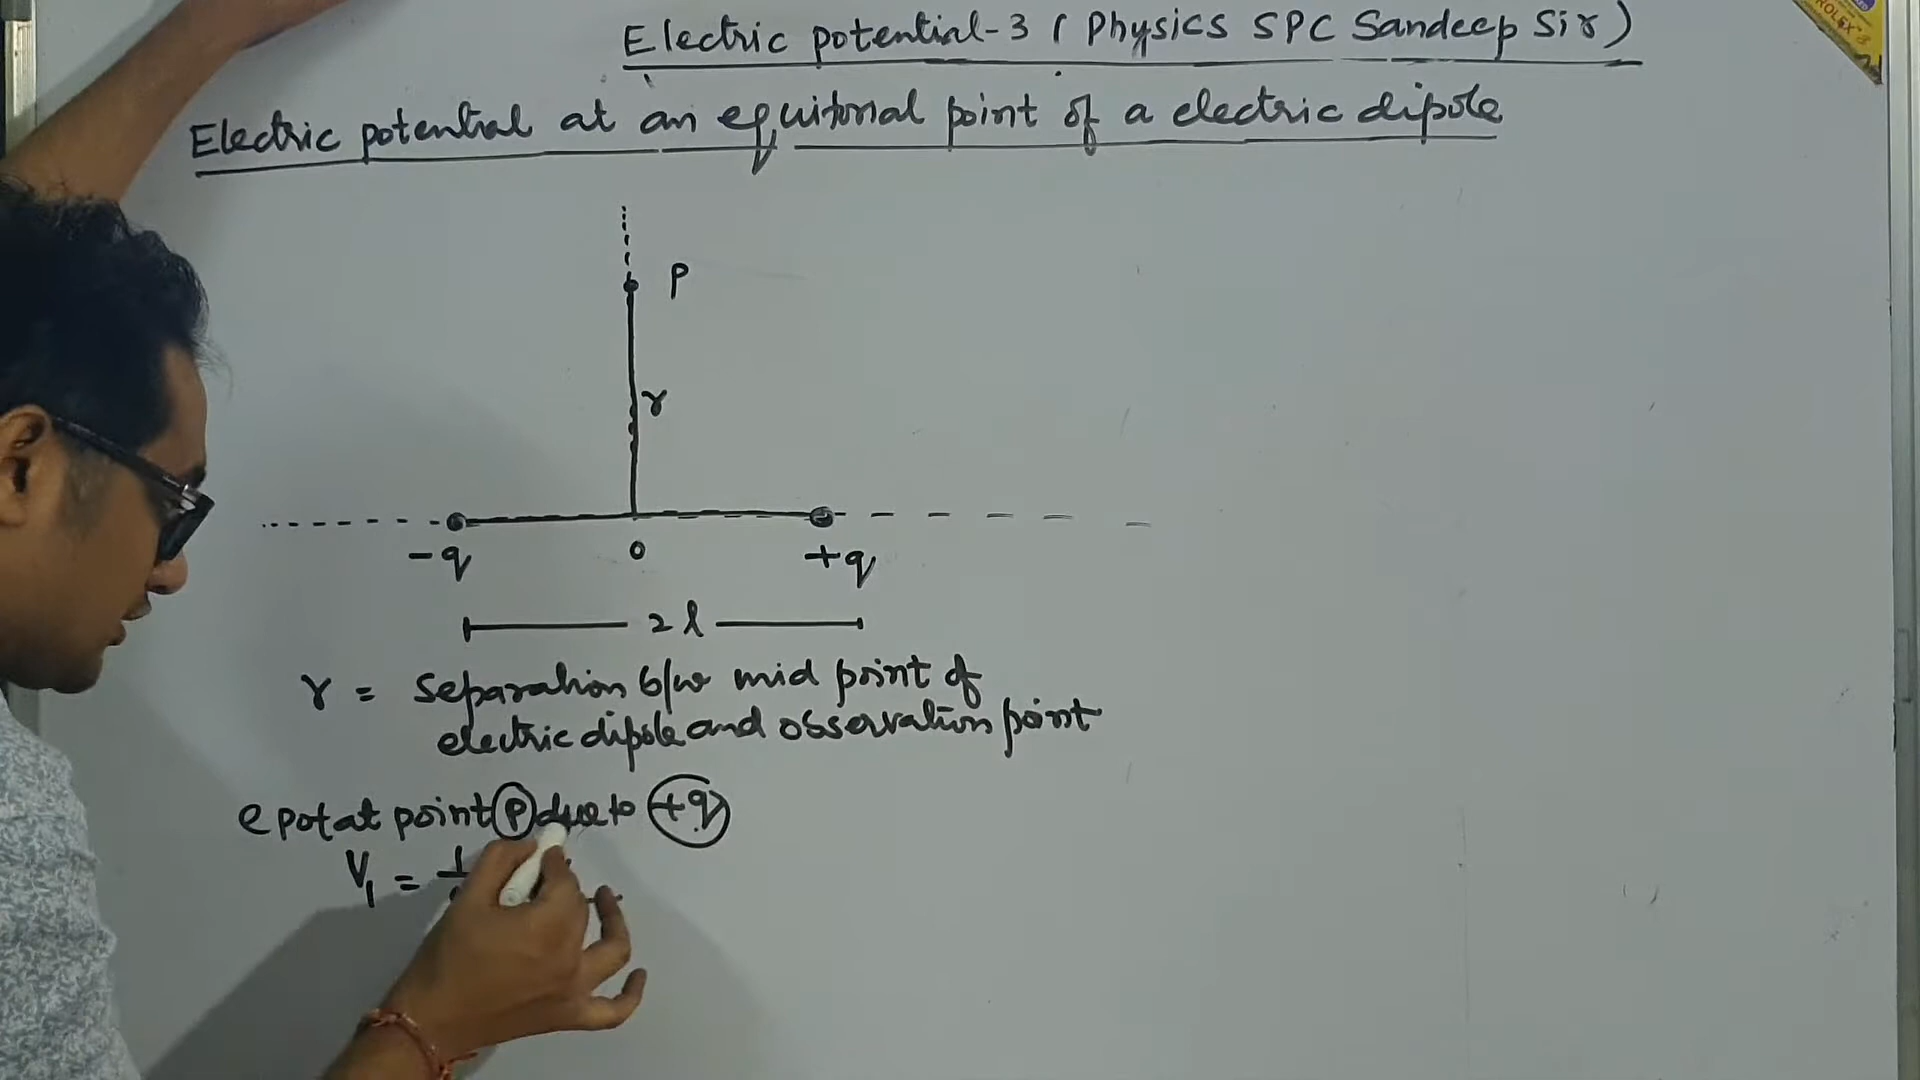 Electric potential-3 (Physics SPC Sandeep Sir)
Electric potential at an equitorial point of a electric dipole
P
r
-q
o
+q
2l
r = Separation b/w mid point of
electric dipole and observation point
e pot at point P due to +q
V1 = 1